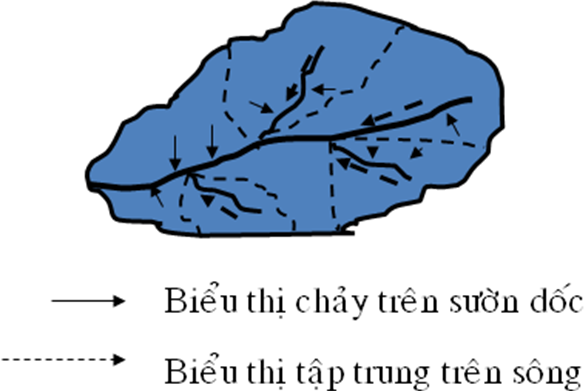 Biểu thị chảy trên sườn dốc
Biểu thị tập trung trên sông